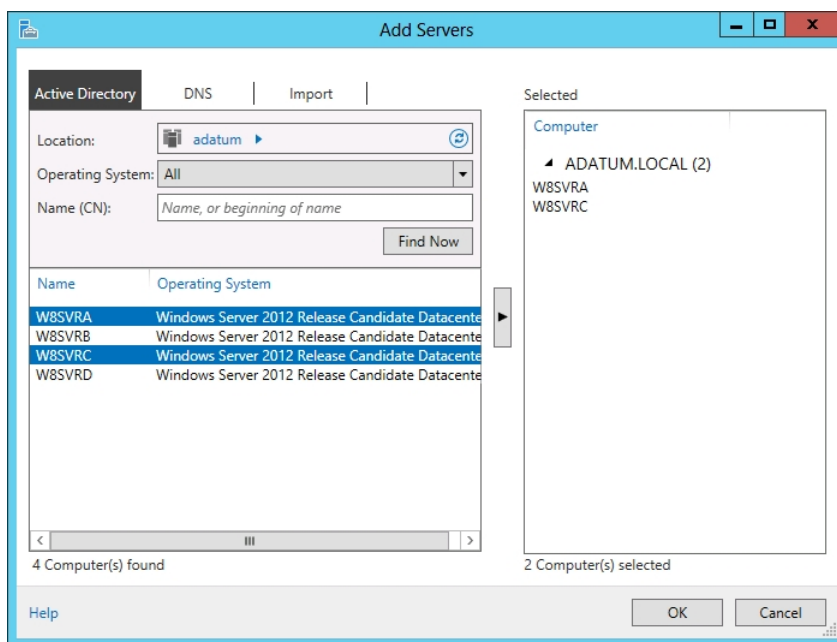 Add Servers
Active Directory
DNS
Import
Location:
adatum
Operating System:
All
Name (CN):
Name, or beginning of name
Find Now
Name Operating System
W8SVRA Windows Server 2012 Release Candidate Datacente
W8SVRB Windows Server 2012 Release Candidate Datacente
W8SVRC Windows Server 2012 Release Candidate Datacente
W8SVRD Windows Server 2012 Release Candidate Datacente
4 Computer(s) found
Selected
Computer
ADATUM.LOCAL (2)
W8SVRA
W8SVRC
2 Computer(s) selected
Help
OK
Cancel